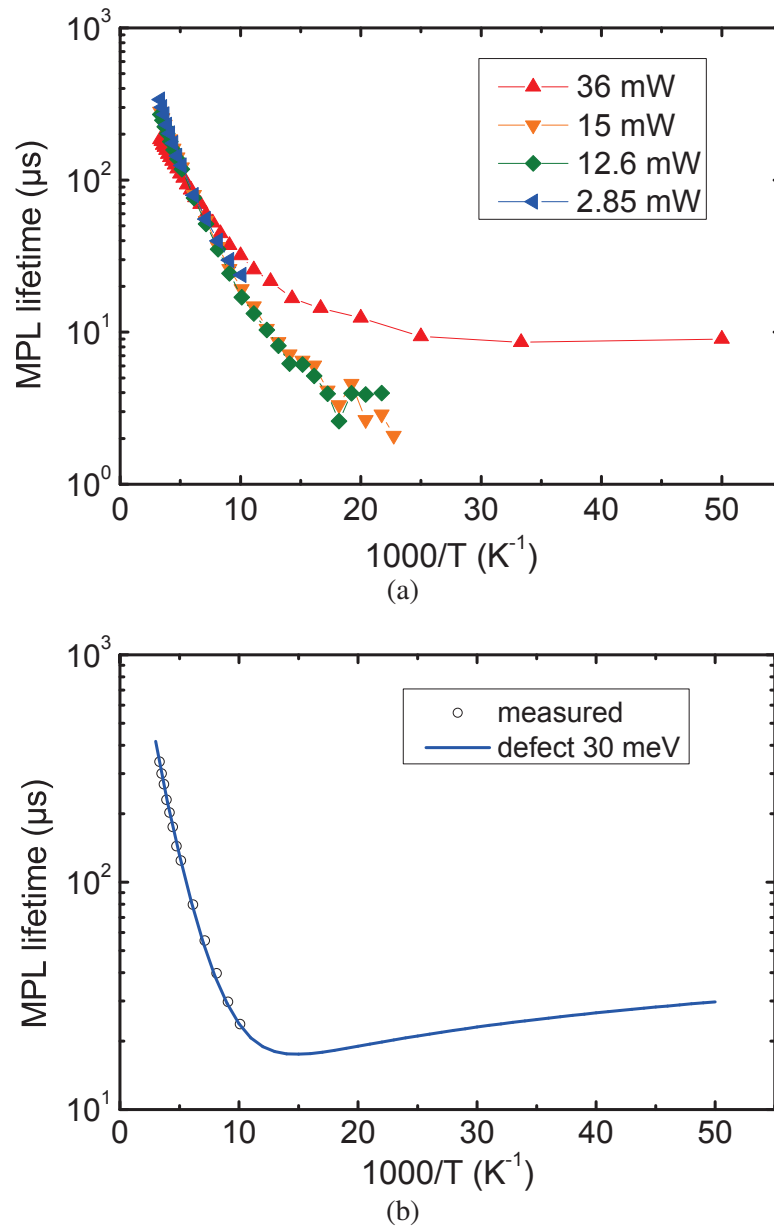 10³
10²
10¹
10⁰
MPL lifetime (μs)
36 mW
15 mW
12.6 mW
2.85 mW
0 10 20 30 40 50
1000/T (K⁻¹)
(a)
10³
10²
10¹
MPL lifetime (μs)
measured
defect 30 meV
0 10 20 30 40 50
1000/T (K⁻¹)
(b)